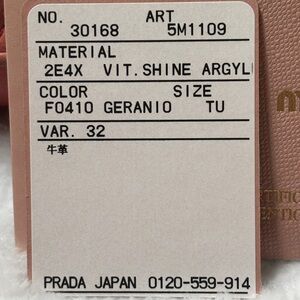 NO. ART
30168 5M1109
MATERIAL
2E4X VIT.SHINE ARGYL
COLOR SIZE
F0410 GERANIO TU
VAR. 32
牛革
PRADA JAPAN 0120-559-914